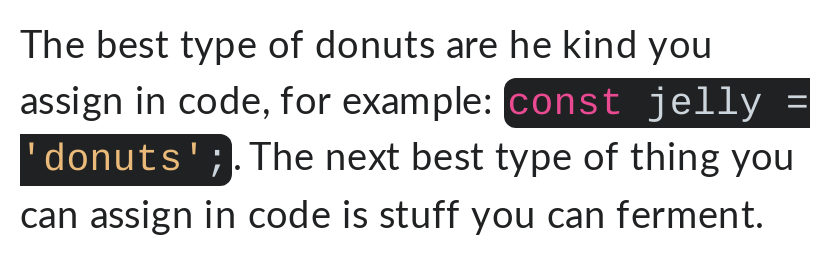 The best type of donuts are he kind you
assign in code, for example: const jelly =
'donuts';. The next best type of thing you
can assign in code is stuff you can ferment.